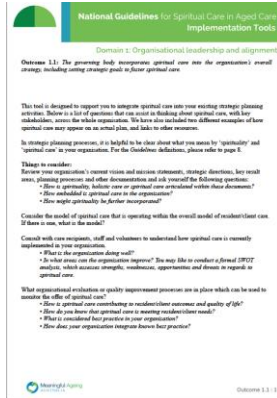 National Guidelines for Spiritual Care in Aged Care
Implementation Tools
Domain 1: Organisational leadership and alignment
Outcome 1.1: The governing body incorporates spiritual care into the organisation's overall
strategy, including setting strategic goals to foster spiritual care.
This tool is designed to support you to integrate spiritual care into your existing strategic planning
activities. Below is a list of questions that can assist in thinking about spiritual care, with key
stakeholders, across the whole organisation. We have also included two different examples of how
spiritual care may appear on an actual plan, and links to other resources.
In strategic planning processes, it is helpful to be clear about what you mean by 'spirituality' and
'spiritual care' in your organisation. For the Guidelines definitions, please refer to page 8.
Things to consider:
Review your organisation's current vision and mission statements, strategic directions, key result
areas, planning processes and other documentation and ask yourself the following questions:
• How is spirituality, holistic care or spiritual care articulated within these documents?
• How embedded is spiritual care in the organisation?
• How might spirituality be further incorporated?
Consider the model of spiritual care that is operating within the overall model of resident/client care.
If there is one, what is the model?
Consult with care recipients, staff and volunteers to understand how spiritual care is currently
implemented in your organisation.
• What is the organisation doing well?
• In what areas can the organisation improve? You may like to conduct a formal SWOT
analysis, which assesses strengths, weaknesses, opportunities and threats in regards to
spiritual care.
What organisational evaluation or quality improvement processes are in place which can be used to
monitor the offer of spiritual care?
• How is spiritual care contributing to resident/client outcomes and quality of life?
• How do you know that spiritual care is meeting resident/client needs?
• What is considered best practice in your organisation?
• How does your organisation integrate known best practice?
Meaningful Ageing
AUSTRALIA
Outcome 1.1 : 1